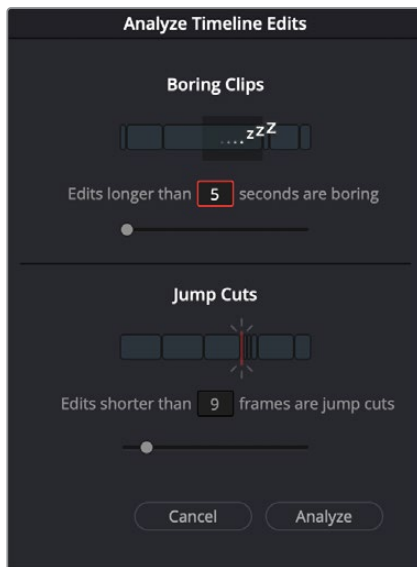 Analyze Timeline Edits
Boring Clips
....zzZ
Edits longer than 5 seconds are boring
Jump Cuts
Edits shorter than 9 frames are jump cuts
Cancel Analyze